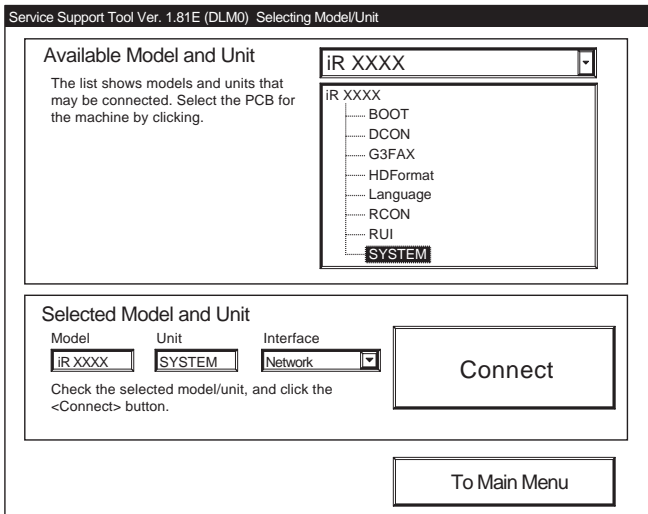 Service Support Tool Ver. 1.81E (DLM0)  Selecting Model/Unit
Available Model and Unit
The list shows models and units that
may be connected. Select the PCB for
the machine by clicking.
iR XXXX
iR XXXX
BOOT
DCON
G3FAX
HDFormat
Language
RCON
RUI
SYSTEM
Selected Model and Unit
Model Unit Interface
iR XXXX SYSTEM Network
Check the selected model/unit, and click the
<Connect> button.
Connect
To Main Menu